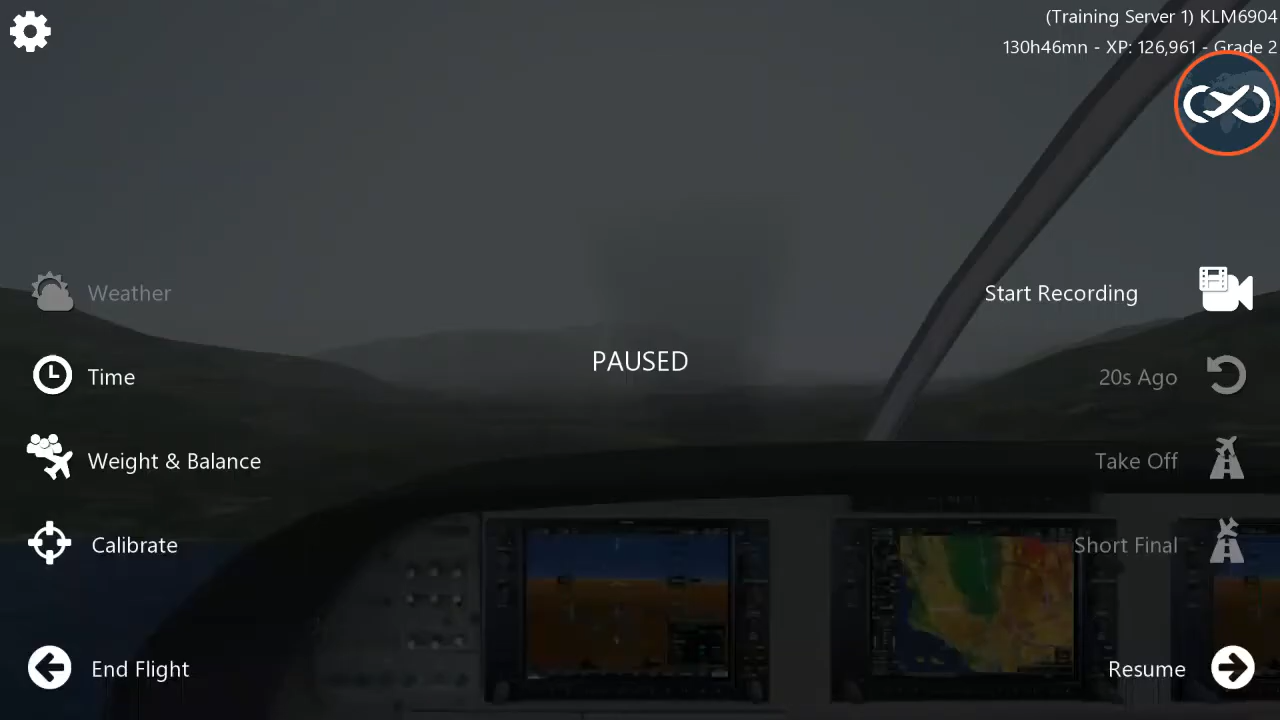 (Training Server 1) KLM6904
130h46mn - XP: 126,961 - Grade 2
Weather
Start Recording
PAUSED
Time
20s Ago
Weight & Balance
Take Off
Calibrate
Short Final
End Flight
Resume